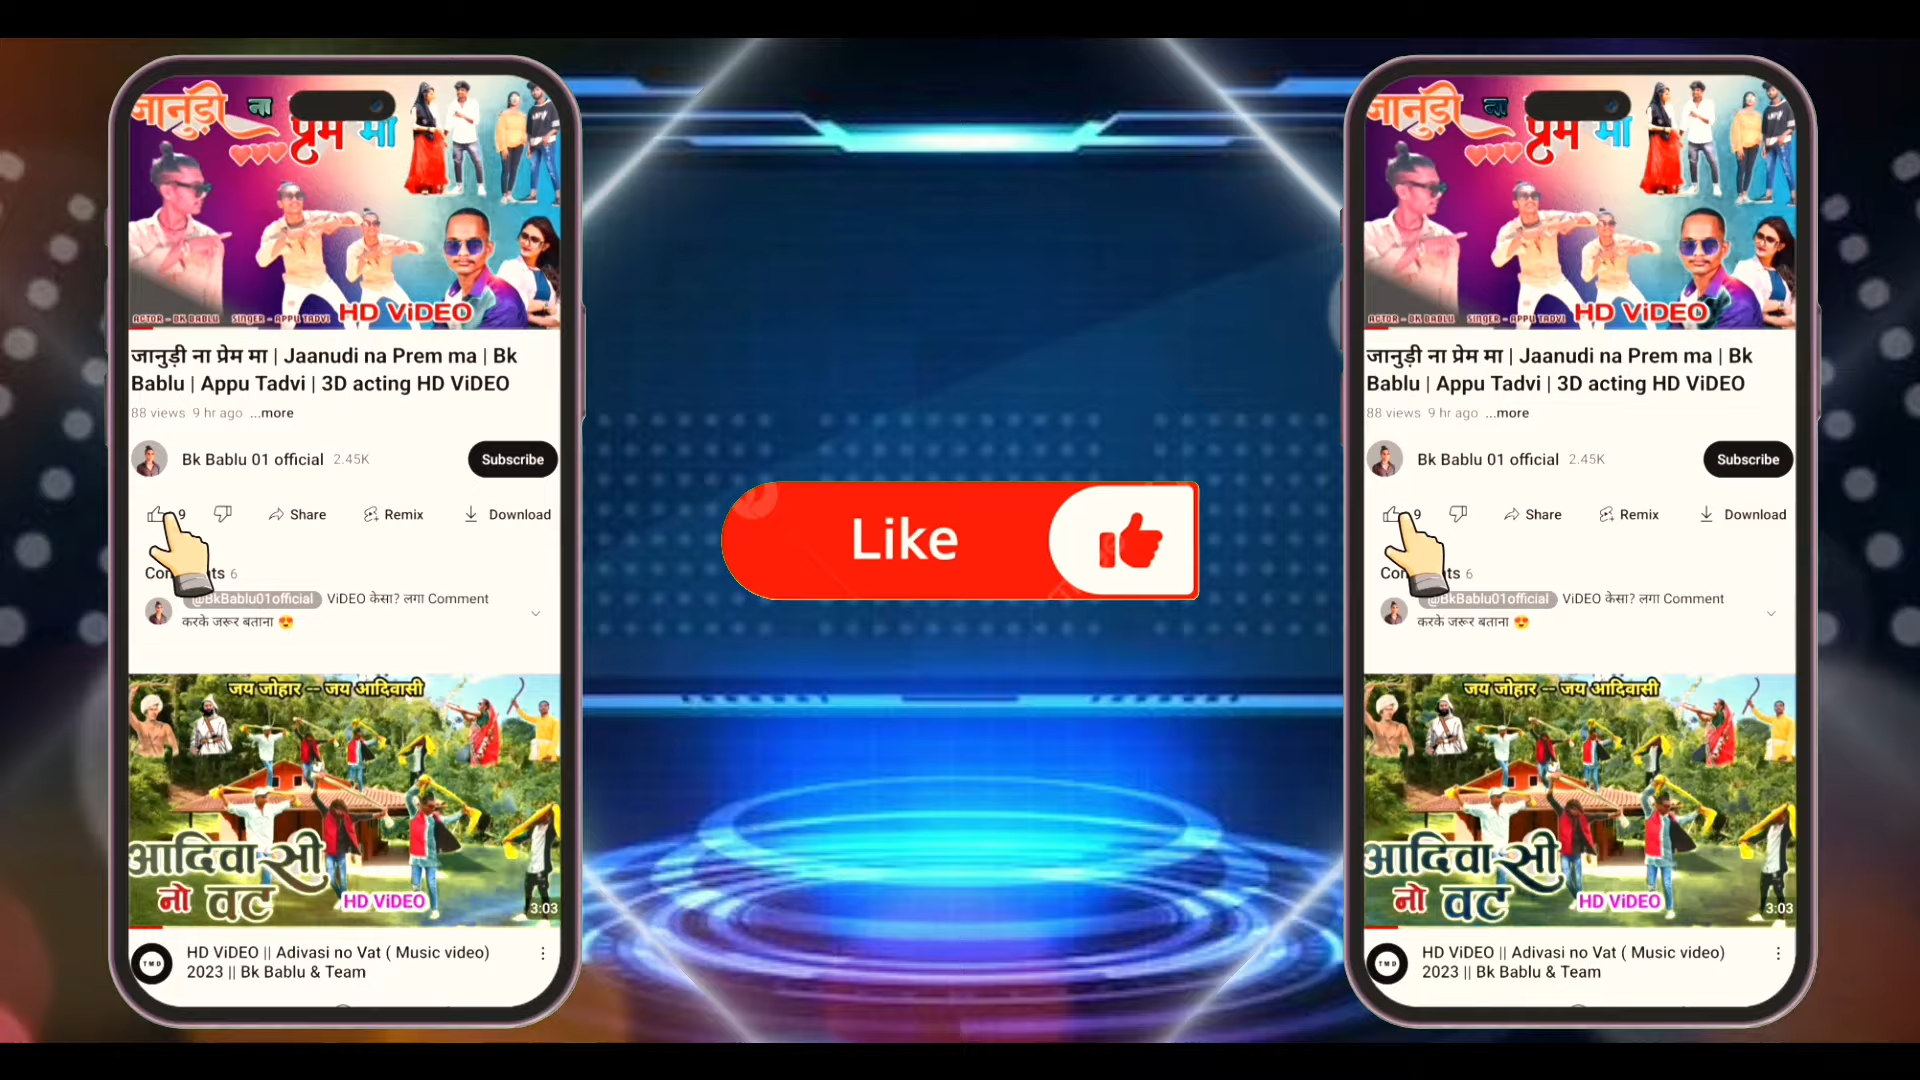 जानुड़ी ना
प्रेम मा
ACTOR - BK BABLU SINGER - APPU TADVI HD ViDEO
जानुड़ी ना प्रेम मा | Jaanudi na Prem ma | Bk
Bablu | Appu Tadvi | 3D acting HD ViDEO
88 views 9 hr ago ...more
Bk Bablu 01 official 2.45K Subscribe
9 Share Remix Download
6
@BkBablu01official ViDEO केसा? लगा Comment
करके जरूर बताना 😍
जय जोहार -- जय आदिवासी
आदिवासी
नो वट HD ViDEO
3:03
TMD
HD ViDEO || Adivasi no Vat ( Music video)
2023 || Bk Bablu & Team
Like
जानुड़ी ना
प्रेम मा
ACTOR - BK BABLU SINGER - APPU TADVI HD ViDEO
जानुड़ी ना प्रेम मा | Jaanudi na Prem ma | Bk
Bablu | Appu Tadvi | 3D acting HD ViDEO
88 views 9 hr ago ...more
Bk Bablu 01 official 2.45K Subscribe
9 Share Remix Download
6
@BkBablu01official ViDEO केसा? लगा Comment
करके जरूर बताना 😍
जय जोहार -- जय आदिवासी
आदिवासी
नो वट HD ViDEO
3:03
TMD
HD ViDEO || Adivasi no Vat ( Music video)
2023 || Bk Bablu & Team